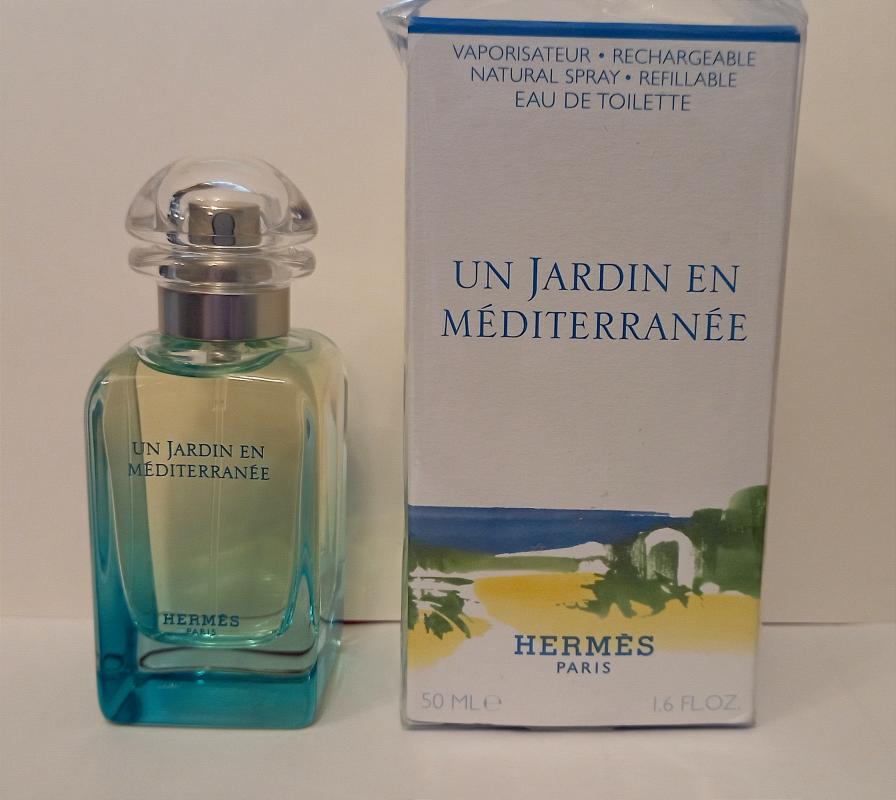 UN JARDIN EN
MÉDITERRANÉE
HERMÈS
PARIS
VAPORISATEUR • RECHARGEABLE
NATURAL SPRAY • REFILLABLE
EAU DE TOILETTE
UN JARDIN EN
MÉDITERRANÉE
HERMÈS
PARIS
50 ML ℮ 1.6 FL.OZ.